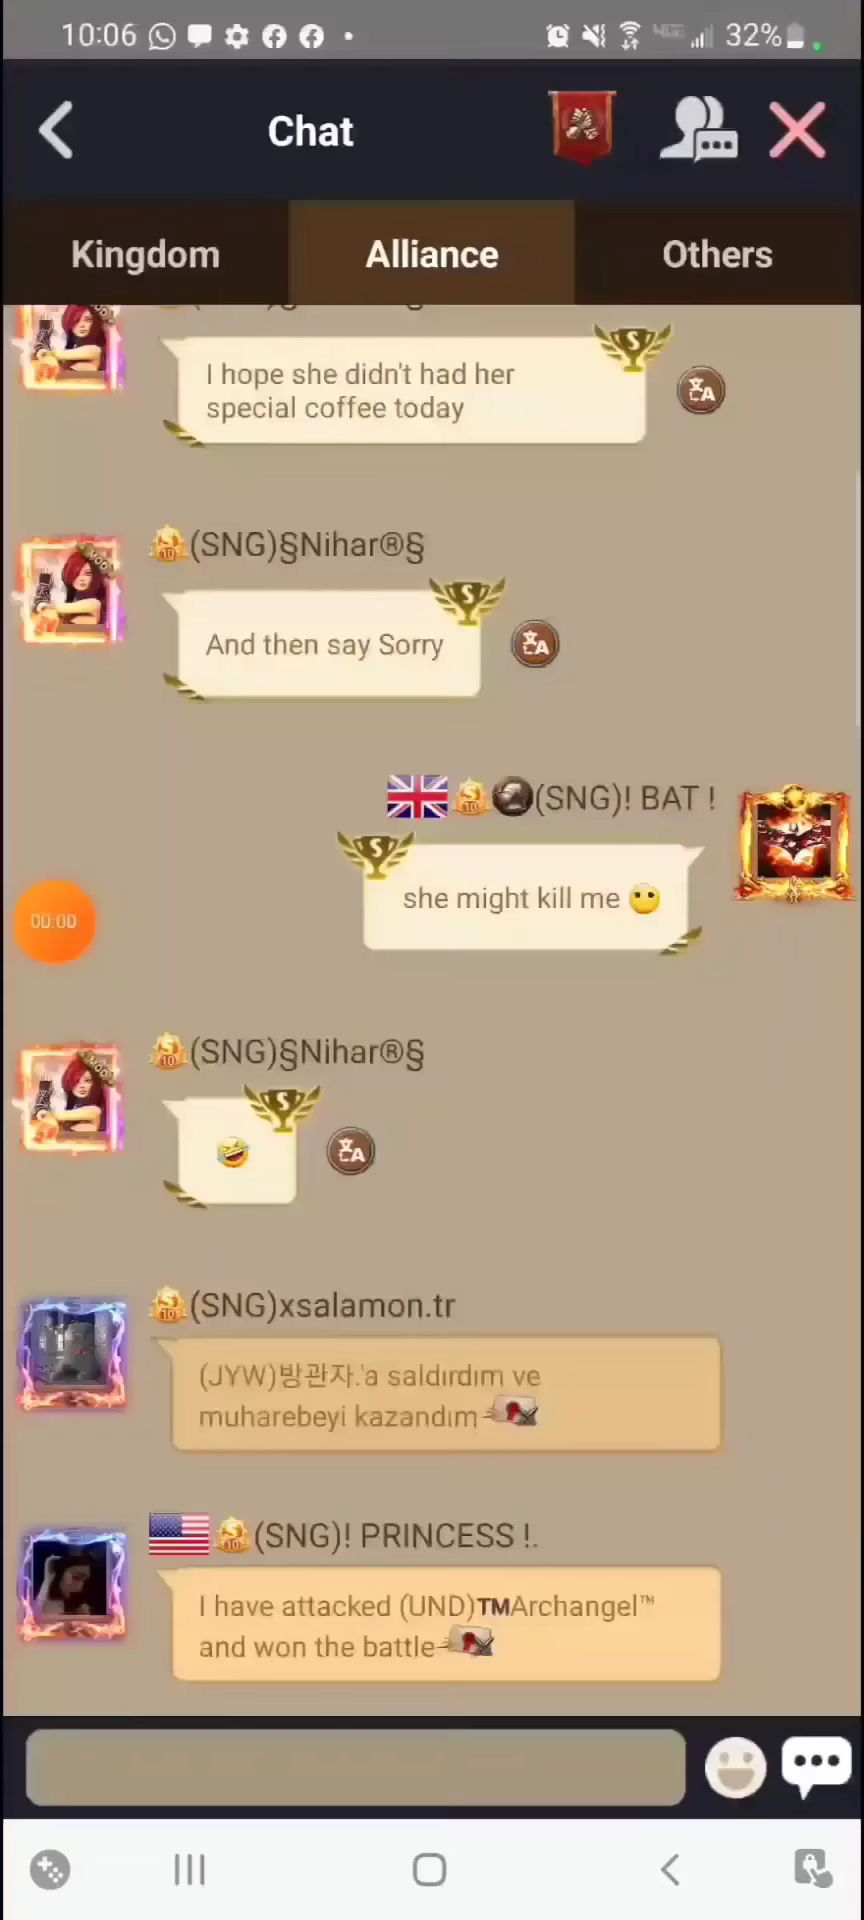 10:06
32%
Chat
Kingdom Alliance Others
I hope she didn't had her
special coffee today
(SNG)§Nihar®§
And then say Sorry
(SNG)! BAT !
she might kill me 😶
00:00
(SNG)§Nihar®§
🤣
(SNG)xsalamon.tr
(JYW)방관자.'a saldırdım ve
muharebeyi kazandım
(SNG)! PRINCESS !.
I have attacked (UND)™Archangel™
and won the battle